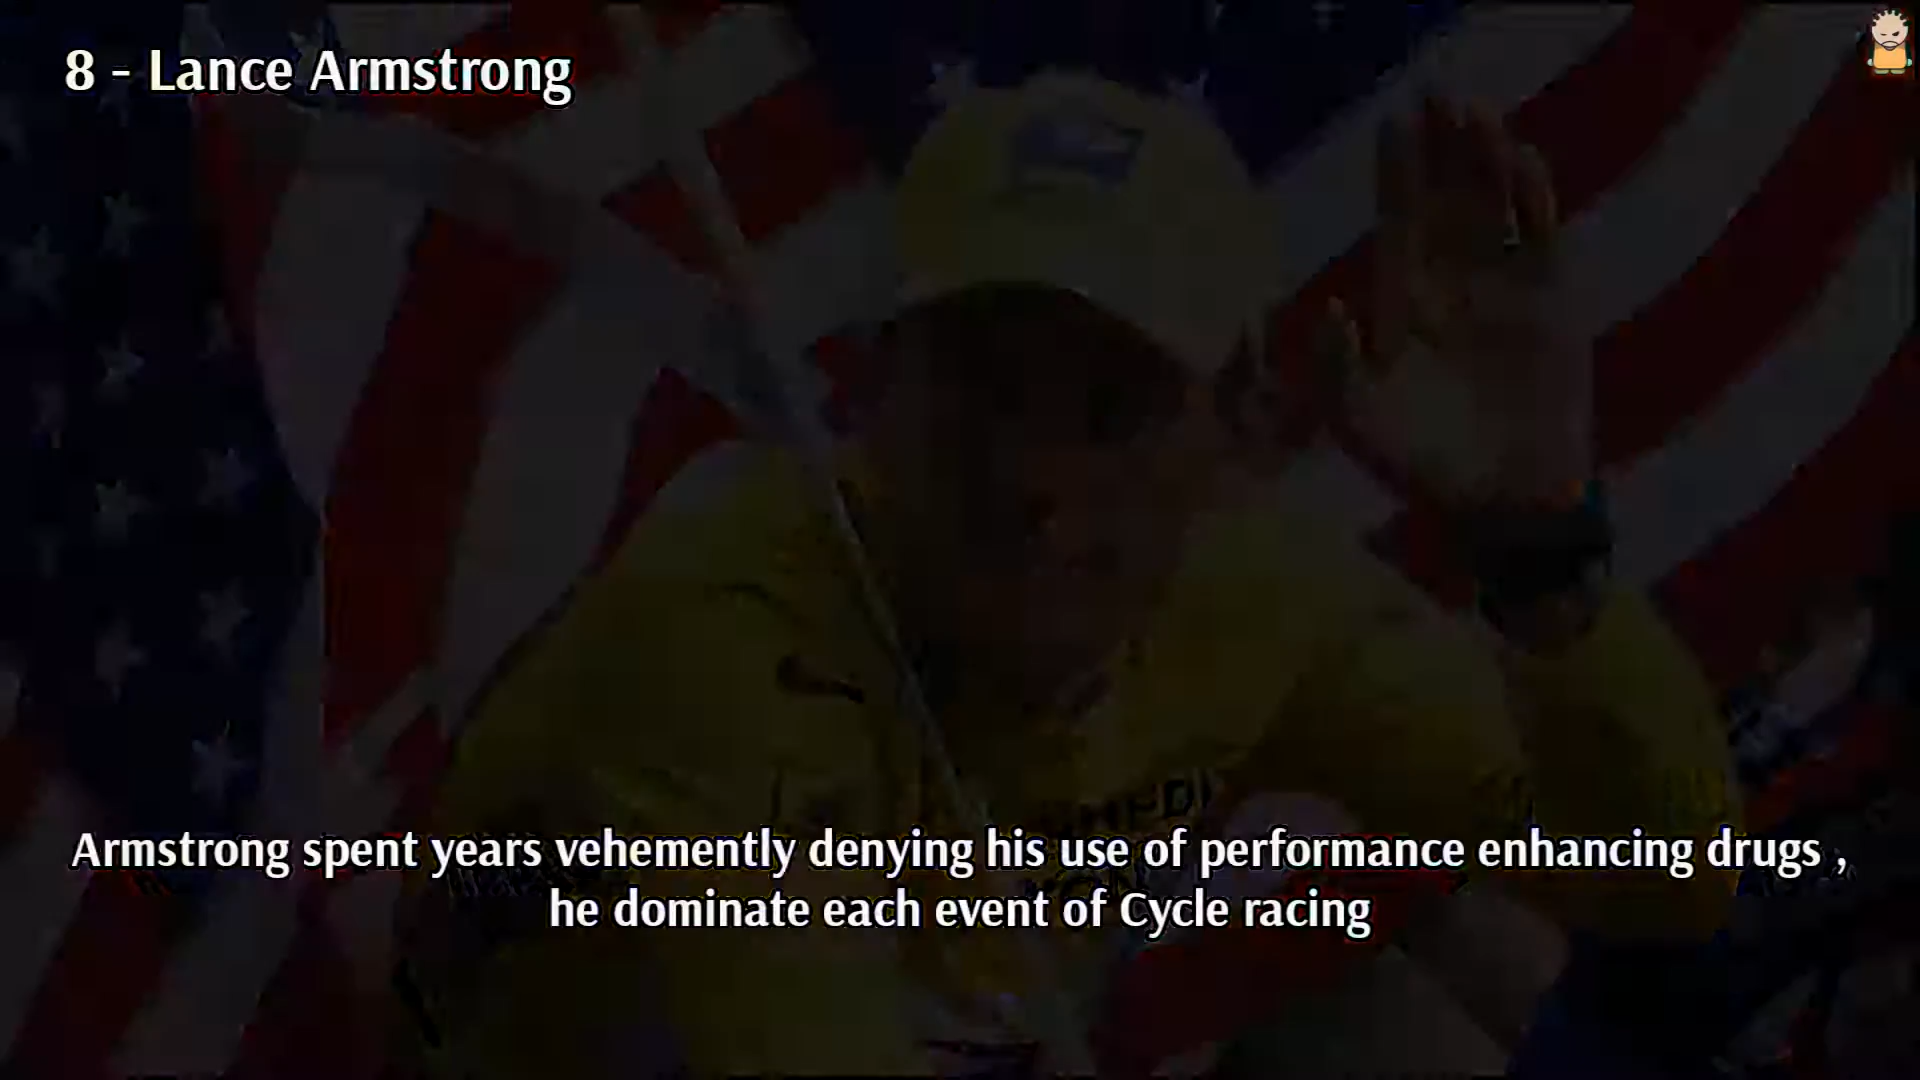 8 - Lance Armstrong
Armstrong spent years vehemently denying his use of performance enhancing drugs ,
he dominate each event of Cycle racing